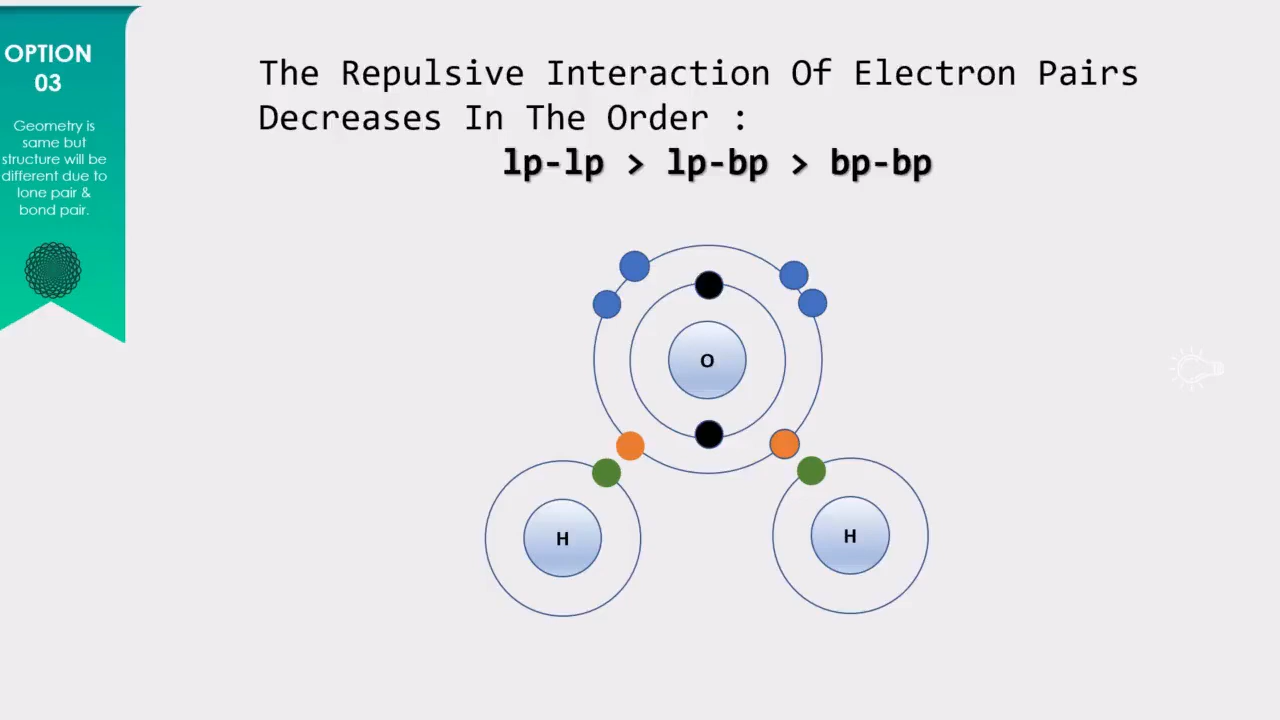 OPTION
03
Geometry is
same but
structure will be
different due to
lone pair &
bond pair.
The Repulsive Interaction Of Electron Pairs
Decreases In The Order :
lp-lp > lp-bp > bp-bp
O
H
H